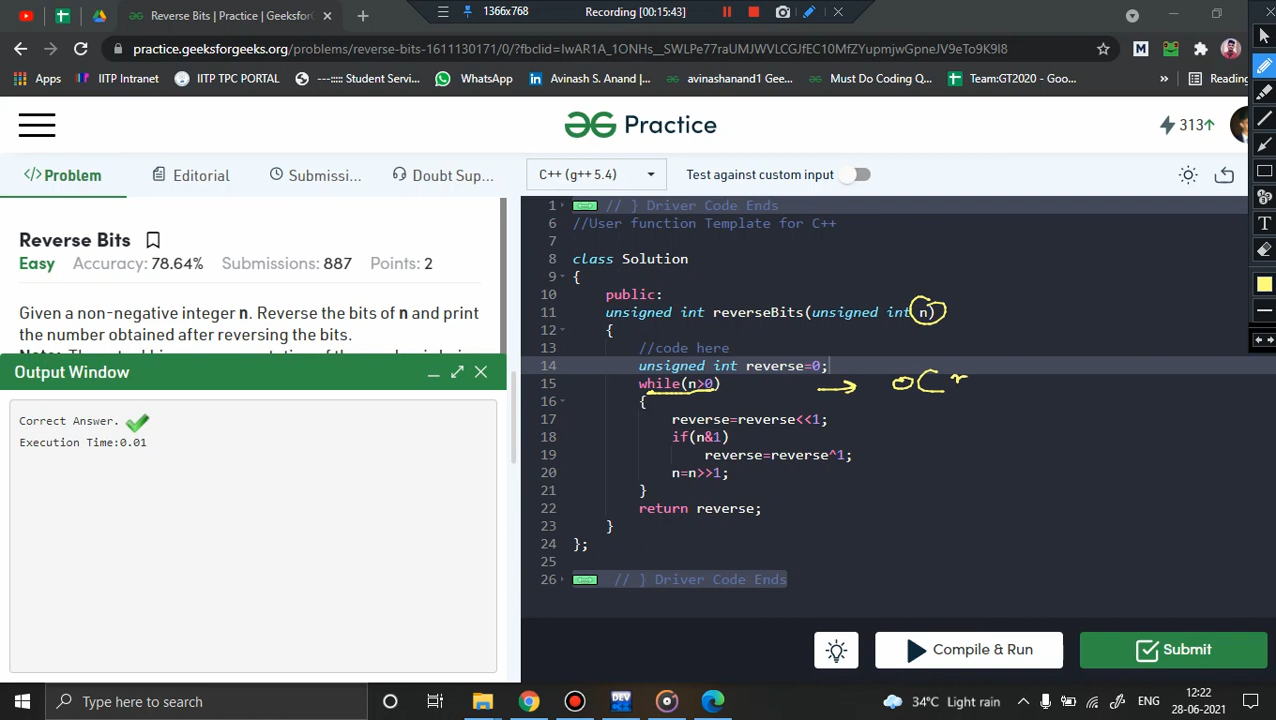 1366x768
Recording [00:15:43]
Reverse Bits | Practice | GeeksforG
practice.geeksforgeeks.org/problems/reverse-bits-1611130171/0/?fbclid=IwAR1A_1ONHs__SWLPe77raUMJWVLCGJfEC10MfZYupmjwGpneJV9eTo9K9l8
M
Apps
IITP Intranet
IITP TPC PORTAL
---::::: Student Servi...
WhatsApp
Avinash S. Anand |...
avinashanand1 Gee...
Must Do Coding Q...
Team:GT2020 - Goo...
»
Reading
Practice
313↑
</> Problem
Editorial
Submissi...
Doubt Sup...
C++ (g++ 5.4)
Test against custom input
Reverse Bits
Easy Accuracy: 78.64% Submissions: 887 Points: 2
Given a non-negative integer n. Reverse the bits of n and print
the number obtained after reversing the bits.
Output Window
Correct Answer.
Execution Time:0.01
1 // } Driver Code Ends
6 //User function Template for C++
7
8 class Solution
9 {
10 public:
11 unsigned int reverseBits(unsigned int n)
12 {
13 //code here
14 unsigned int reverse=0;
15 while(n>0)
16 {
17 reverse=reverse<<1;
18 if(n&1)
19 reverse=reverse^1;
20 n=n>>1;
21 }
22 return reverse;
23 }
24 };
25
26 // } Driver Code Ends
Compile & Run
Submit
Type here to search
DEV
34°C Light rain
ENG
12:22
28-06-2021